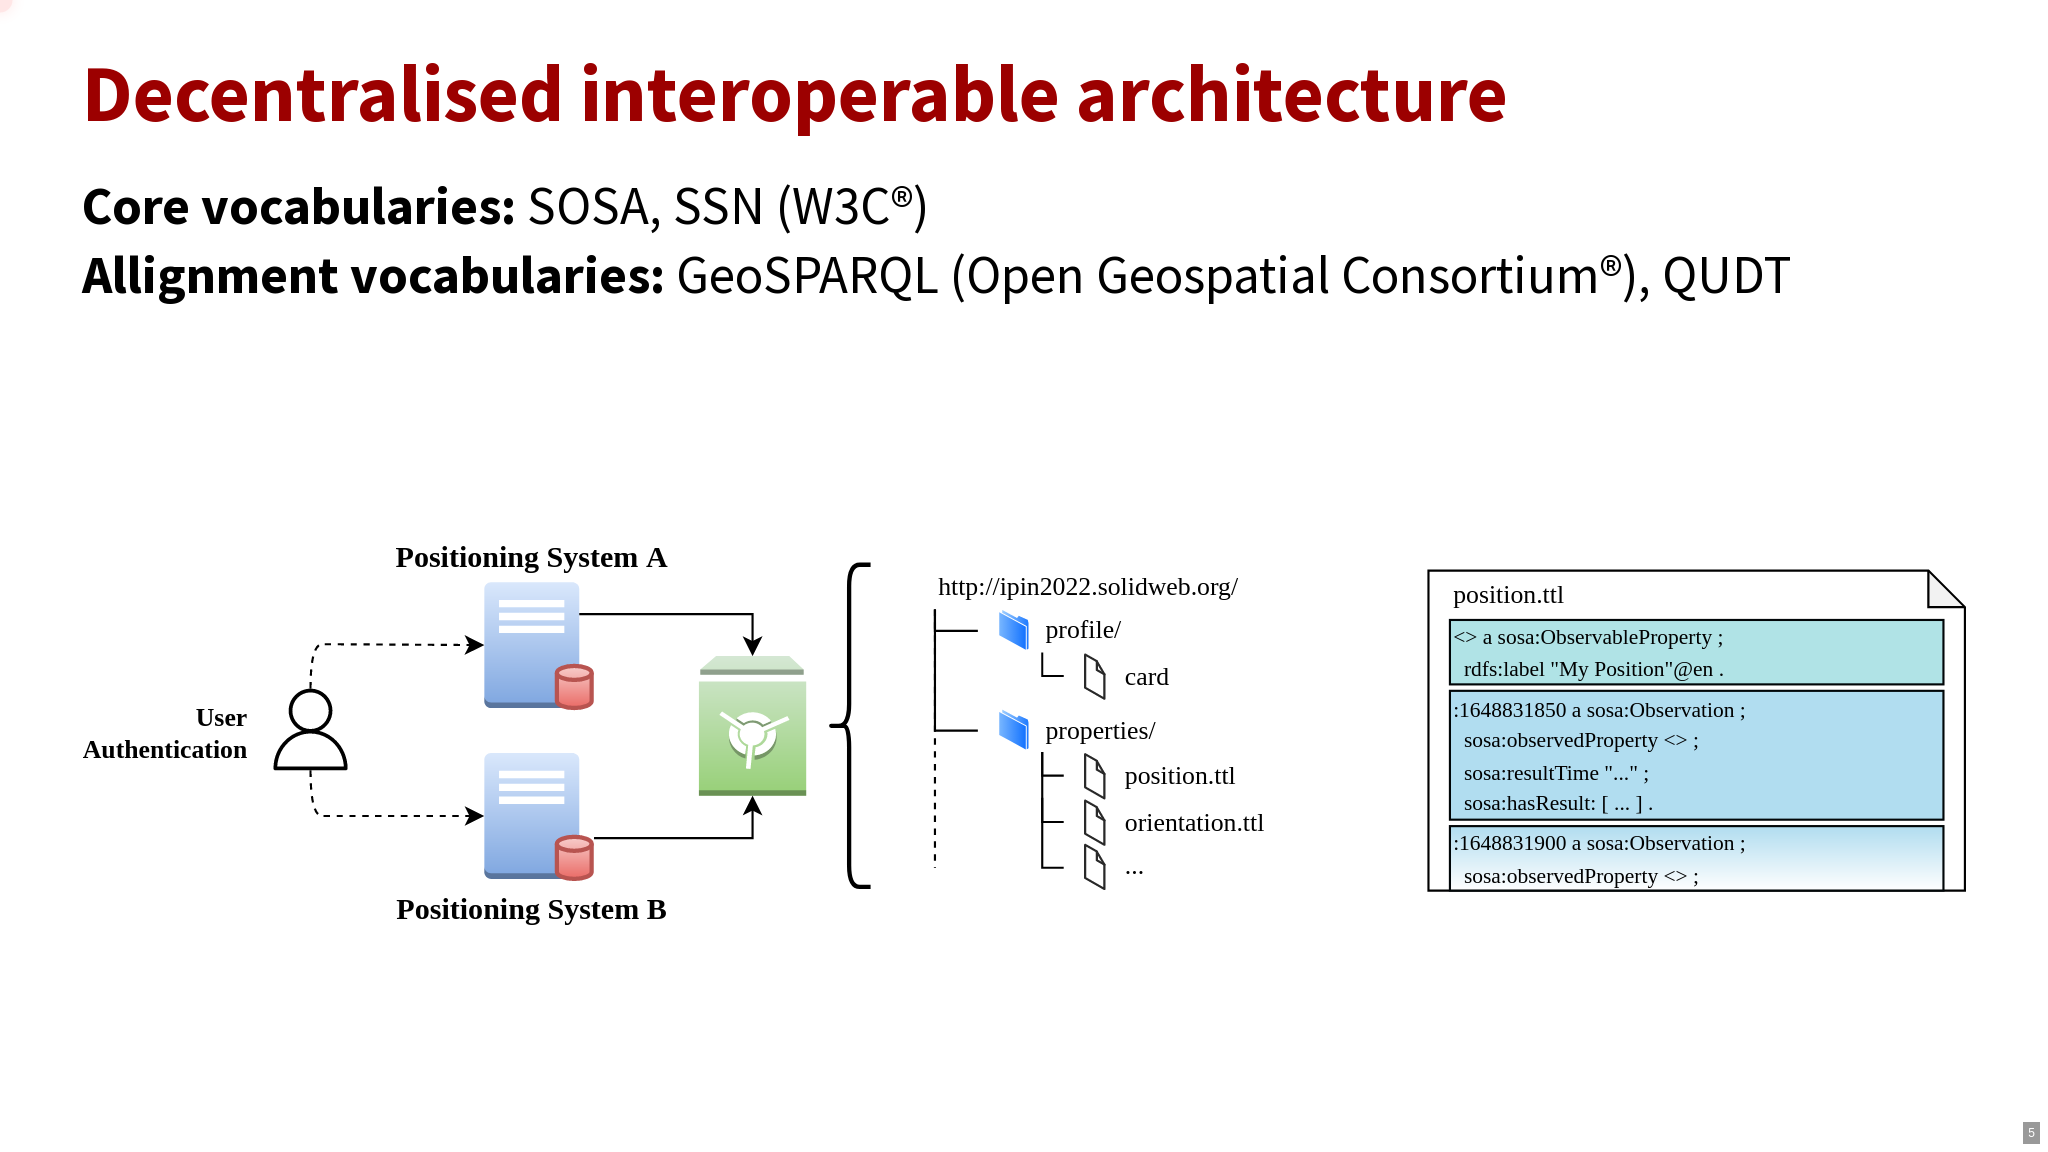 Decentralised interoperable architecture
Core vocabularies: SOSA, SSN (W3C®)
Allignment vocabularies: GeoSPARQL (Open Geospatial Consortium®), QUDT
Positioning System A
User
Authentication
Positioning System B
http://ipin2022.solidweb.org/
profile/
card
properties/
position.ttl
orientation.ttl
...
position.ttl
<> a sosa:ObservableProperty ;
rdfs:label "My Position"@en .
:1648831850 a sosa:Observation ;
sosa:observedProperty <> ;
sosa:resultTime "..." ;
sosa:hasResult: [ ... ] .
:1648831900 a sosa:Observation ;
sosa:observedProperty <> ;
5